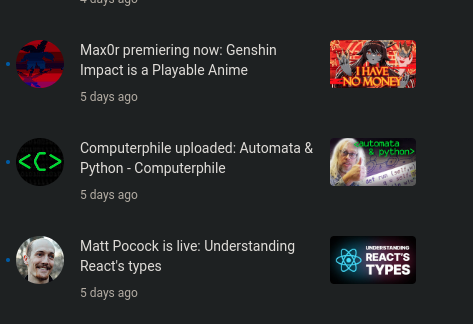 4 days ago
Max0r premiering now: Genshin
Impact is a Playable Anime
I HAVE
NO MONEY
5 days ago
<C>
Computerphile uploaded: Automata &
Python - Computerphile
<automata
& python>
5 days ago
Matt Pocock is live: Understanding
React's types
UNDERSTANDING
REACT'S
TYPES
5 days ago